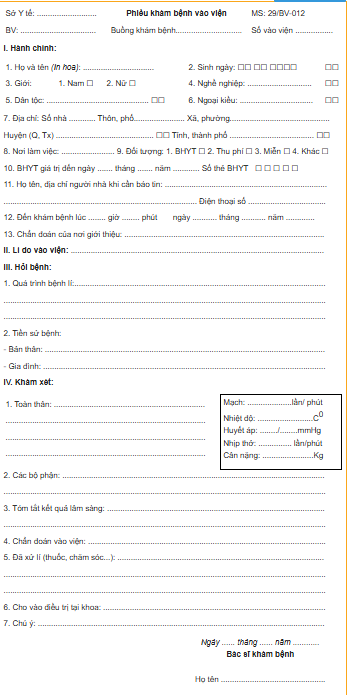 Sở Y tế: ............................ Phiếu khám bệnh vào viện MS: 29/BV-012
BV: .................................. Buồng khám bệnh............................... Số vào viện .................
I. Hành chính:
1. Họ và tên (In hoa): ................................. 2. Sinh ngày: □□ □□ □□□□ □□
3. Giới: 1. Nam □ 2. Nữ □ 4. Nghề nghiệp: .............................. □□
5. Dân tộc: ................................................ □□ 6. Ngoại kiều: .................................. □□
7. Địa chỉ: Số nhà ............ Thôn, phố......................... Xã, phường..............................................
Huyện (Q, Tx) .............................................. □□ Tỉnh, thành phố ........................................ □□
8. Nơi làm việc: ...................................... 9. Đối tượng: 1. BHYT □ 2. Thu phí □ 3. Miễn □ 4. Khác □
10. BHYT giá trị đến ngày ....... tháng ....... năm ............ Số thẻ BHYT □ □ □ □ □
11. Họ tên, địa chỉ người nhà khi cần báo tin: ...........................................................................
......................................................................................... Điện thoại số ....................................
12. Đến khám bệnh lúc ........ giờ ........ phút ngày ........... tháng ........... năm .............
13. Chẩn đoán của nơi giới thiệu: ............................................................................................
II. Lí do vào viện: ......................................................................................................................
III. Hỏi bệnh:
1. Quá trình bệnh lí:....................................................................................................................
.....................................................................................................................................................
.....................................................................................................................................................
2. Tiền sử bệnh:
- Bản thân: .................................................................................................................................
- Gia đình: ..................................................................................................................................
IV. Khám xét:
1. Toàn thân: ......................................................................
...........................................................................................
...........................................................................................
...........................................................................................
Mạch: .....................lần/ phút
Nhiệt độ: ..........................C0
Huyết áp: ......../........mmHg
Nhịp thở: ................ lần/phút
Cân nặng: ........................Kg
2. Các bộ phận: ..........................................................................................................................
.....................................................................................................................................................
3. Tóm tắt kết quả lâm sàng: .....................................................................................................
.....................................................................................................................................................
4. Chẩn đoán vào viện: ..............................................................................................................
5. Đã xử lí (thuốc, chăm sóc...): ................................................................................................
.....................................................................................................................................................
.....................................................................................................................................................
6. Cho vào điều trị tại khoa: .......................................................................................................
7. Chú ý: .....................................................................................................................................
Ngày ...... tháng ...... năm ............
Bác sĩ khám bệnh
Họ tên ................................................